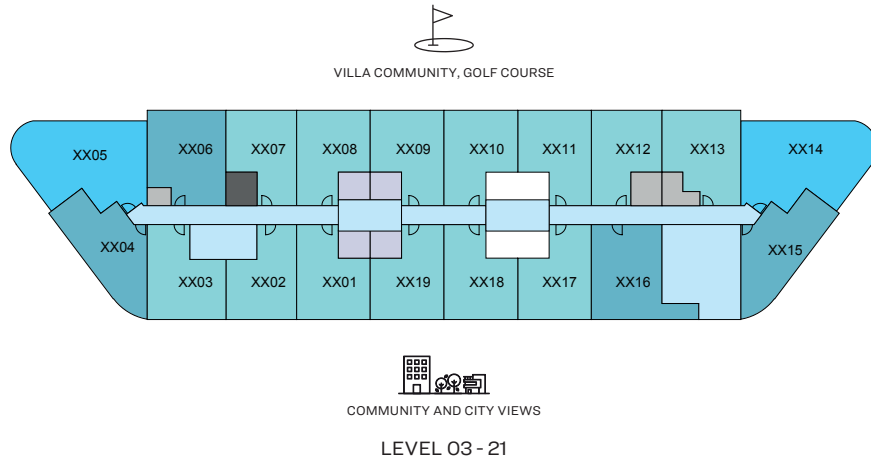 VILLA COMMUNITY, GOLF COURSE
XX05
XX06
XX07
XX08
XX09
XX10
XX11
XX12
XX13
XX14
XX04
XX03
XX02
XX01
XX19
XX18
XX17
XX16
XX15
COMMUNITY AND CITY VIEWS
LEVEL 03 - 21